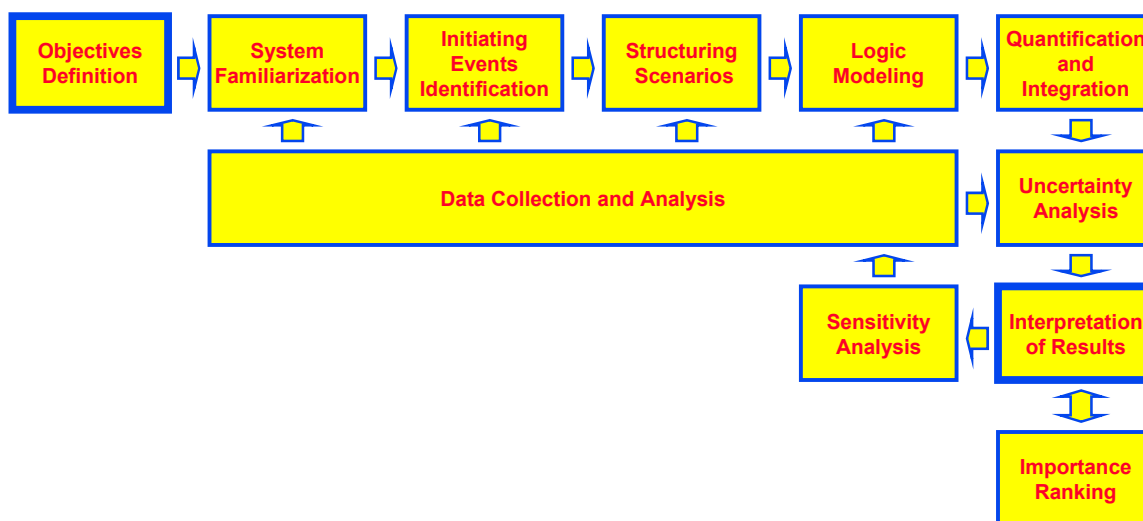 Objectives
Definition
System
Familiarization
Initiating
Events
Identification
Structuring
Scenarios
Logic
Modeling
Quantification
and
Integration
Data Collection and Analysis
Uncertainty
Analysis
Sensitivity
Analysis
Interpretation
of Results
Importance
Ranking